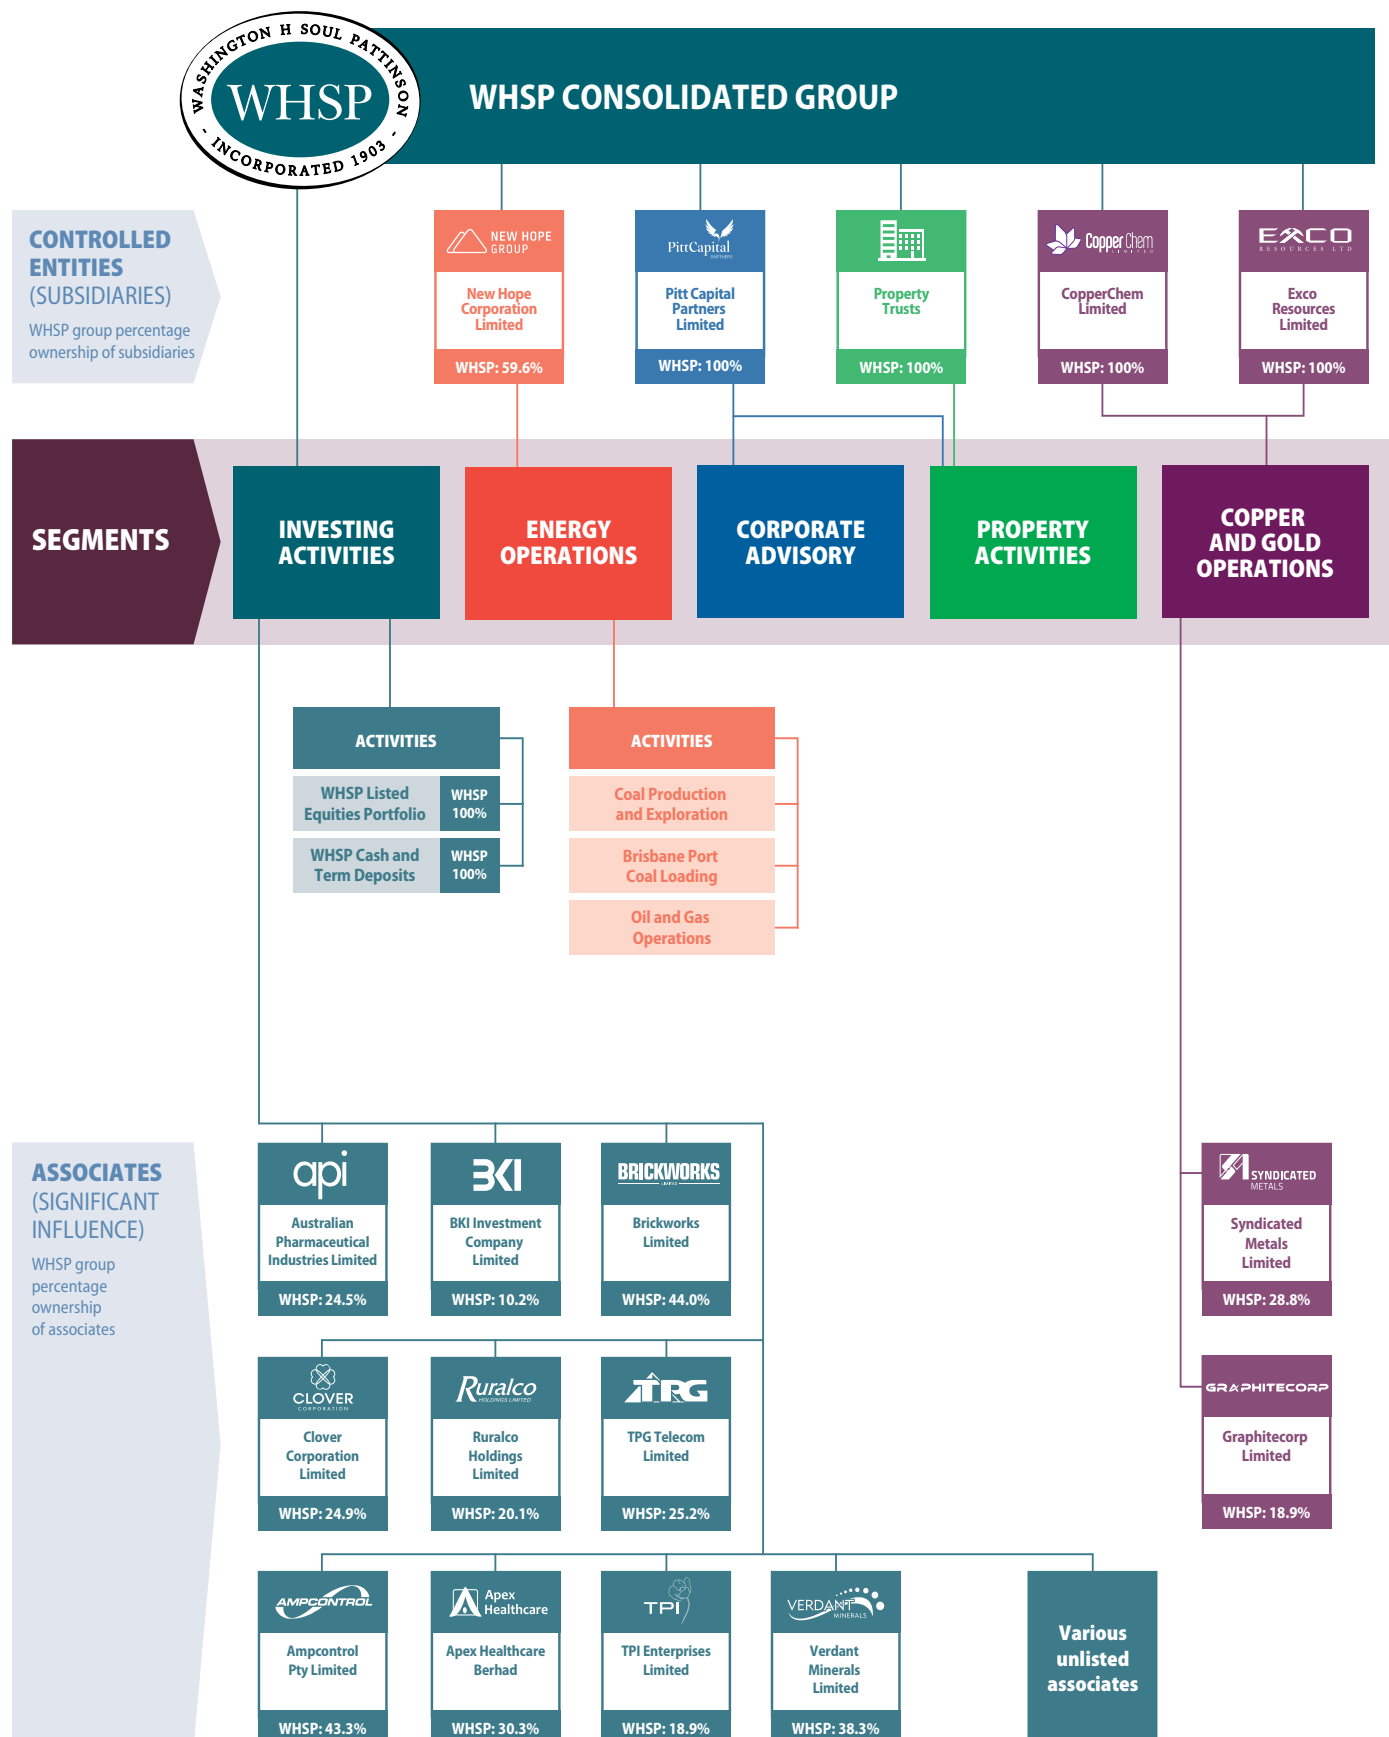 WASHINGTON H SOUL PATTINSON
WHSP
- INCORPORATED 1903 -
WHSP CONSOLIDATED GROUP
CONTROLLED
ENTITIES
(SUBSIDIARIES)
WHSP group percentage
ownership of subsidiaries
NEW HOPE
GROUP
New Hope
Corporation
Limited
WHSP: 59.6%
PittCapital
PARTNERS
Pitt Capital
Partners
Limited
WHSP: 100%
Property
Trusts
WHSP: 100%
CopperChem
LIMITED
CopperChem
Limited
WHSP: 100%
EXCO
RESOURCES LTD
Exco
Resources
Limited
WHSP: 100%
SEGMENTS
INVESTING
ACTIVITIES
ENERGY
OPERATIONS
CORPORATE
ADVISORY
PROPERTY
ACTIVITIES
COPPER
AND GOLD
OPERATIONS
ACTIVITIES
WHSP Listed
Equities Portfolio
WHSP
100%
WHSP Cash and
Term Deposits
WHSP
100%
ACTIVITIES
Coal Production
and Exploration
Brisbane Port
Coal Loading
Oil and Gas
Operations
ASSOCIATES
(SIGNIFICANT
INFLUENCE)
WHSP group
percentage
ownership
of associates
api
Australian
Pharmaceutical
Industries Limited
WHSP: 24.5%
BKI
BKI Investment
Company
Limited
WHSP: 10.2%
BRICKWORKS
LIMITED
Brickworks
Limited
WHSP: 44.0%
SYNDICATED
METALS
Syndicated
Metals
Limited
WHSP: 28.8%
CLOVER
CORPORATION
Clover
Corporation
Limited
WHSP: 24.9%
Ruralco
HOLDINGS LIMITED
Ruralco
Holdings
Limited
WHSP: 20.1%
TPG
TPG Telecom
Limited
WHSP: 25.2%
GRAPHITECORP
Graphitecorp
Limited
WHSP: 18.9%
AMPCONTROL
Ampcontrol
Pty Limited
WHSP: 43.3%
Apex
Healthcare
Apex Healthcare
Berhad
WHSP: 30.3%
TPI
TPI Enterprises
Limited
WHSP: 18.9%
VERDANT
MINERALS
Verdant
Minerals
Limited
WHSP: 38.3%
Various
unlisted
associates